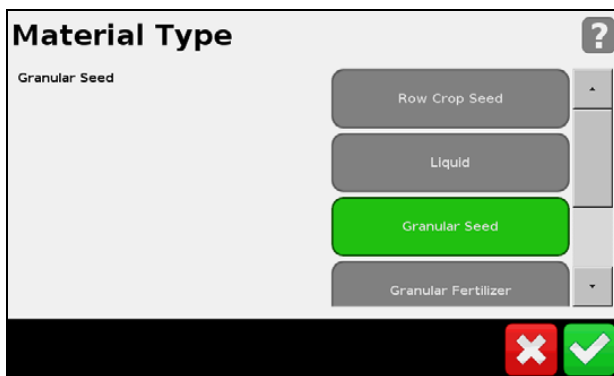 Material Type
?
Granular Seed
Row Crop Seed
Liquid
Granular Seed
Granular Fertilizer